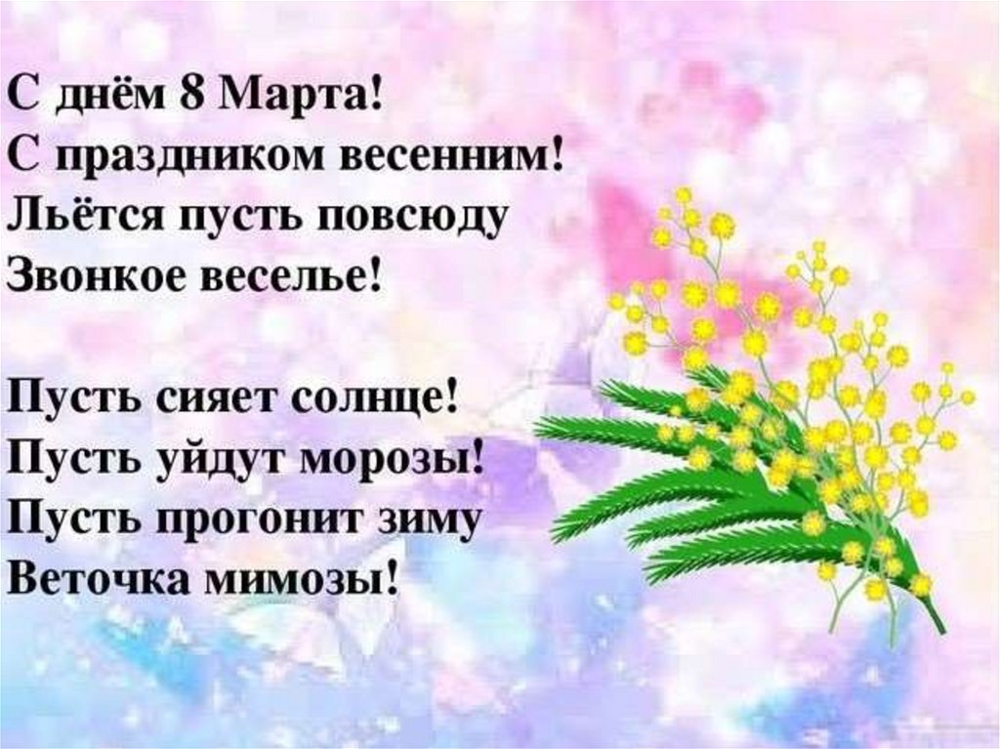 С днём 8 Марта!
С праздником весенним!
Льётся пусть повсюду
Звонкое веселье!
Пусть сияет солнце!
Пусть уйдут морозы!
Пусть прогонит зиму
Веточка мимозы!